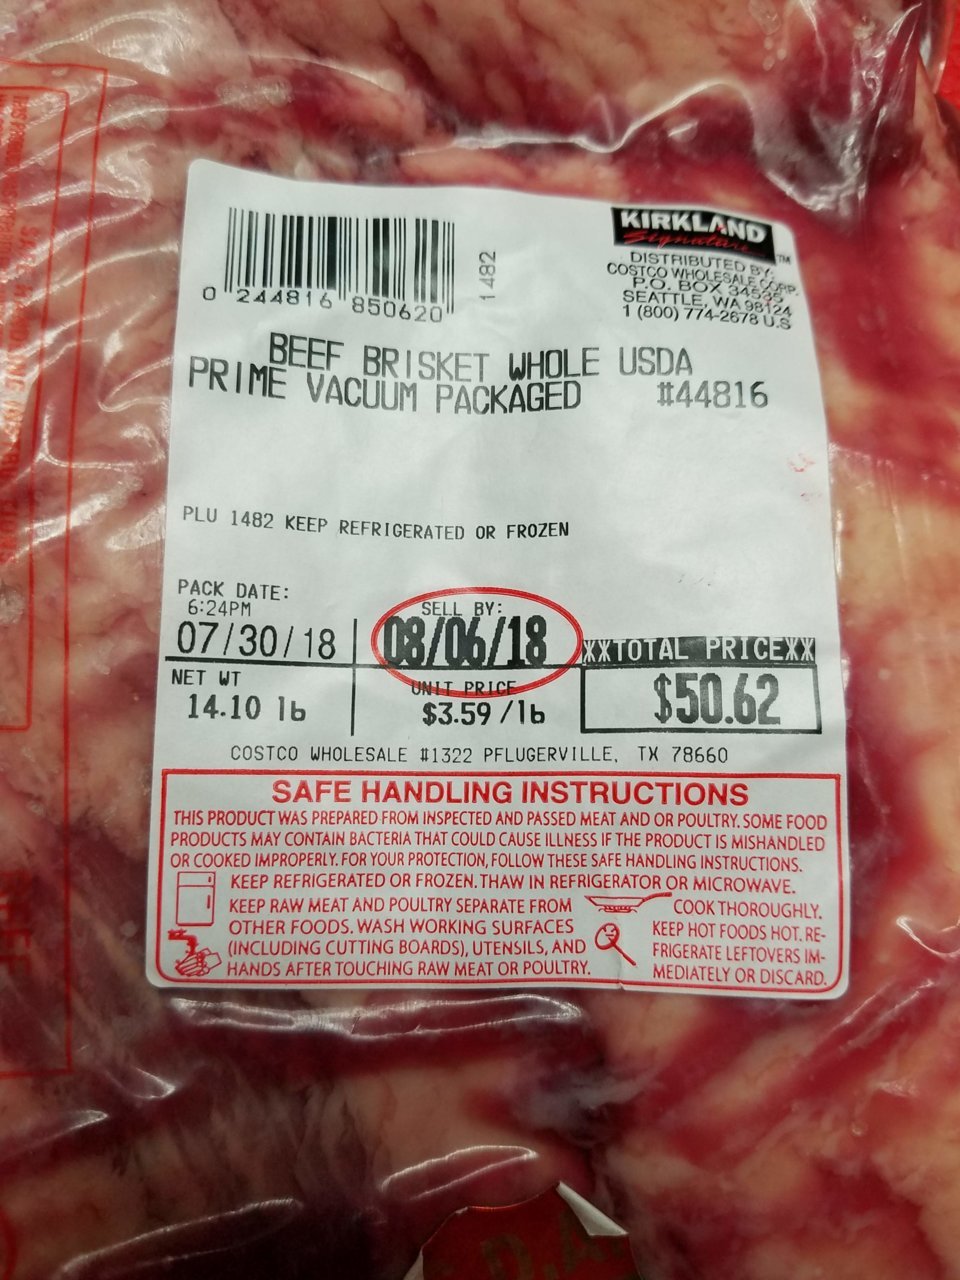 0 244816 850620
1482
KIRKLAND
Signature
TM
DISTRIBUTED BY:
COSTCO WHOLESALE CORP.
P.O. BOX 34535
SEATTLE, WA 98124
1 (800) 774-2678 U.S
BEEF BRISKET WHOLE USDA
PRIME VACUUM PACKAGED #44816
PLU 1482 KEEP REFRIGERATED OR FROZEN
PACK DATE:
6:24PM
07/30/18
SELL BY:
08/06/18
XXTOTAL PRICEXX
$50.62
NET WT
14.10 lb
UNIT PRICE
$3.59/lb
COSTCO WHOLESALE #1322 PFLUGERVILLE, TX 78660
SAFE HANDLING INSTRUCTIONS
THIS PRODUCT WAS PREPARED FROM INSPECTED AND PASSED MEAT AND OR POULTRY. SOME FOOD
PRODUCTS MAY CONTAIN BACTERIA THAT COULD CAUSE ILLNESS IF THE PRODUCT IS MISHANDLED
OR COOKED IMPROPERLY. FOR YOUR PROTECTION, FOLLOW THESE SAFE HANDLING INSTRUCTIONS.
KEEP REFRIGERATED OR FROZEN. THAW IN REFRIGERATOR OR MICROWAVE.
KEEP RAW MEAT AND POULTRY SEPARATE FROM
OTHER FOODS. WASH WORKING SURFACES
(INCLUDING CUTTING BOARDS), UTENSILS, AND
HANDS AFTER TOUCHING RAW MEAT OR POULTRY.
COOK THOROUGHLY.
KEEP HOT FOODS HOT. RE-
FRIGERATE LEFTOVERS IM-
MEDIATELY OR DISCARD.